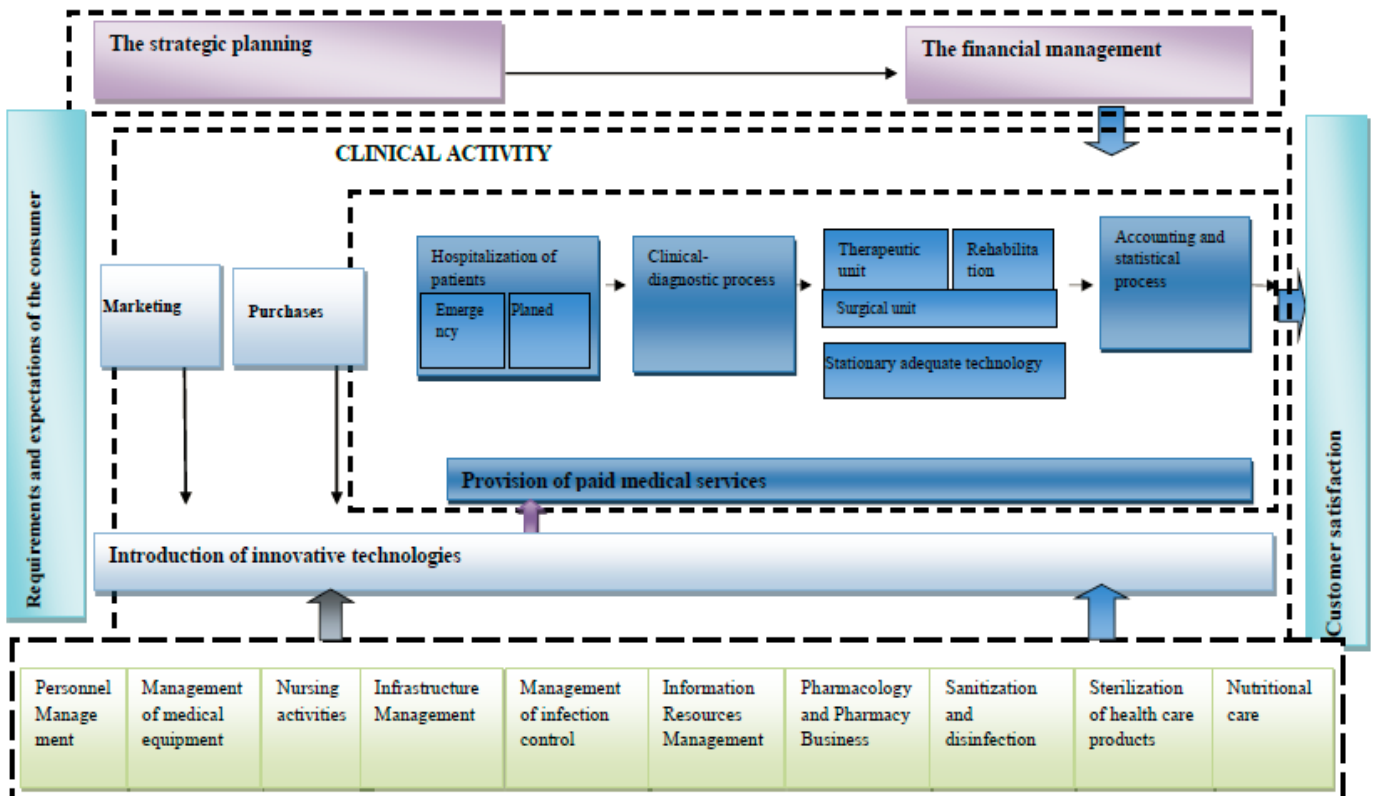 The strategic planning
The financial management
Requirements and expectations of the consumer
CLINICAL ACTIVITY
Marketing
Purchases
Hospitalization of
patients
Emerge
ncy
Planed
Clinical-
diagnostic process
Therapeutic
unit
Rehabilita
tion
Surgical unit
Stationary adequate technology
Accounting and
statistical
process
Provision of paid medical services
Introduction of innovative technologies
Customer satisfaction
Personnel
Manage
ment
Management
of medical
equipment
Nursing
activities
Infrastructure
Management
Management
of infection
control
Information
Resources
Management
Pharmacology
and Pharmacy
Business
Sanitization
and
disinfection
Sterilization
of health care
products
Nutritional
care